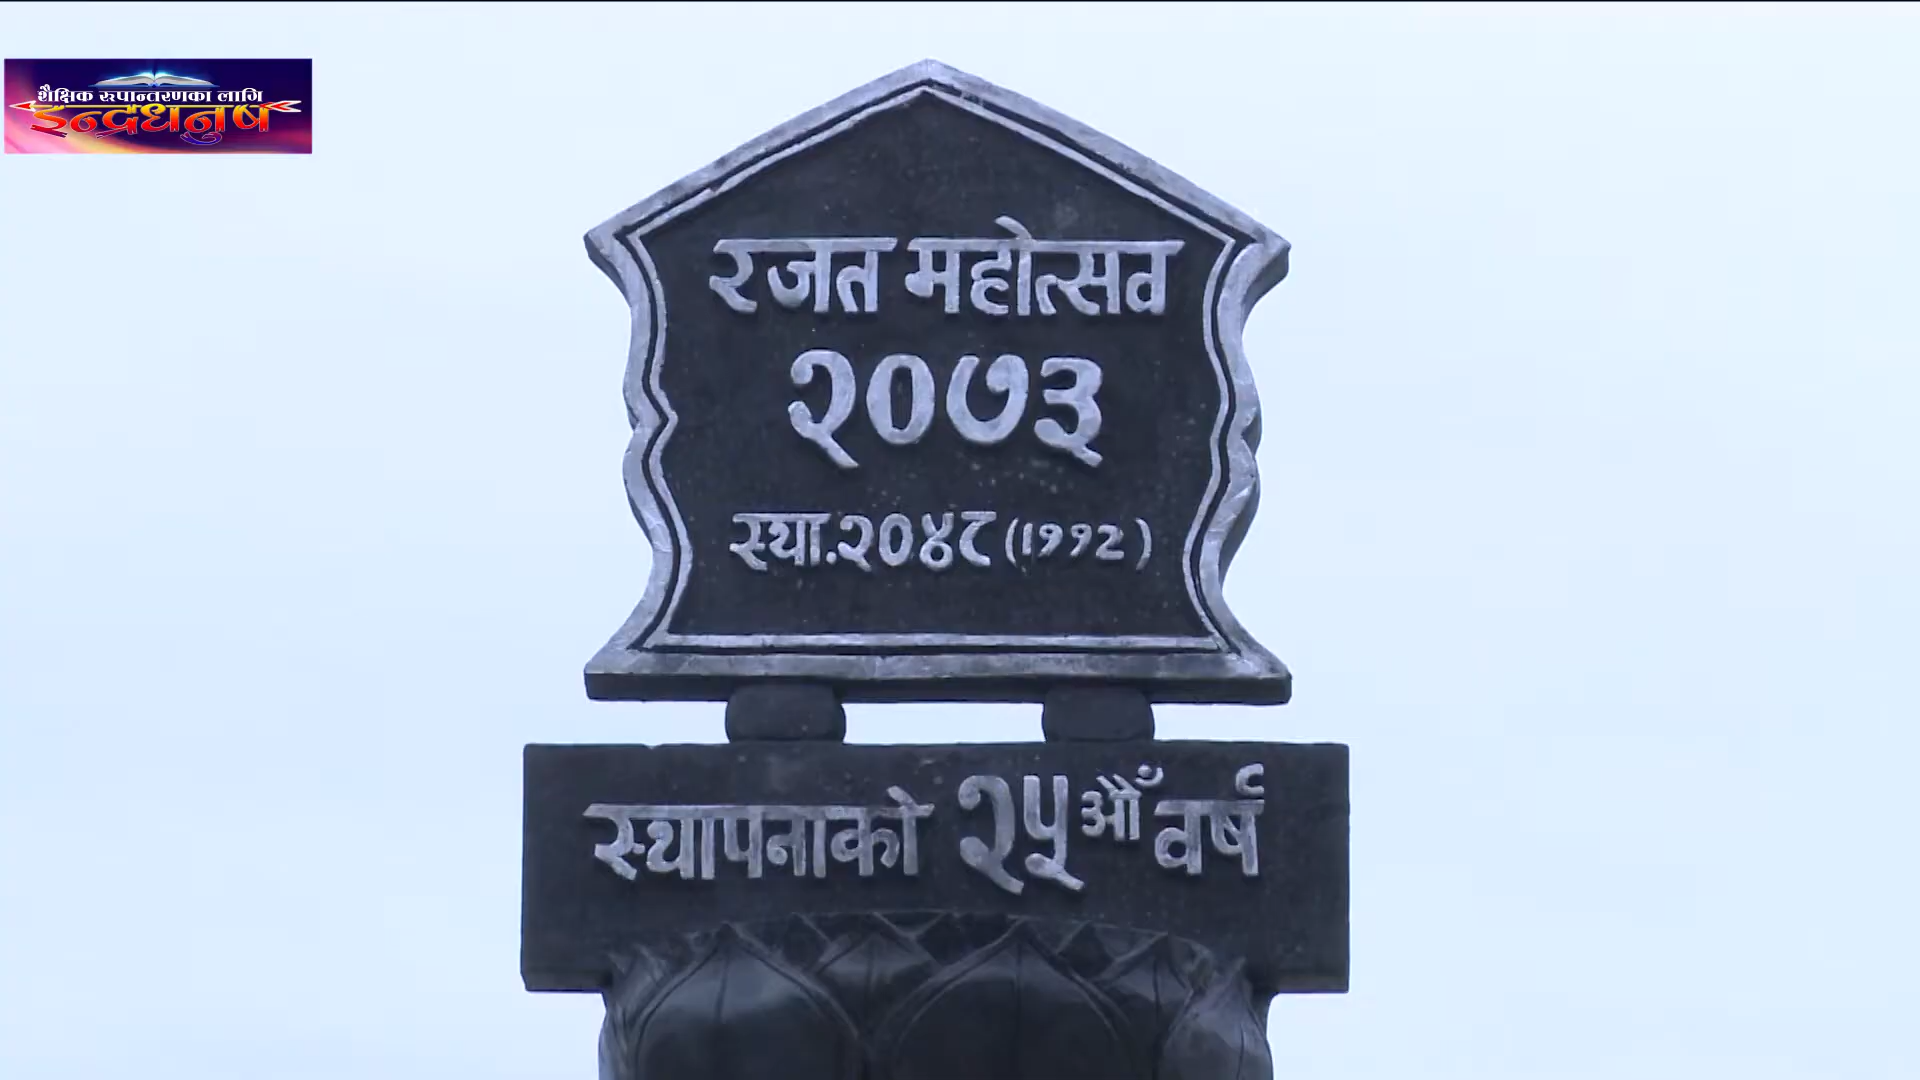 शैक्षिक रूपान्तरणका लागि
इन्द्रधनुष
रजत महोत्सव
२०७३
स्था.२०४८ (1992)
स्थापनाको २५औँ वर्ष